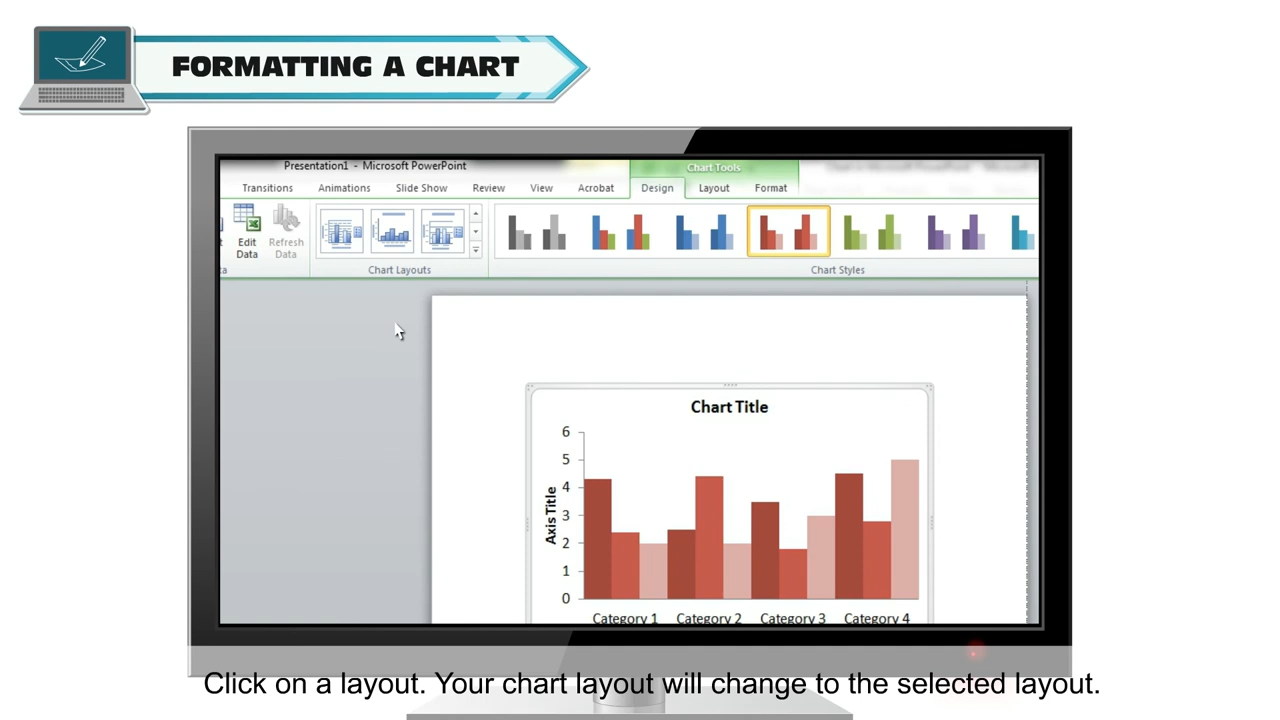 FORMATTING A CHART
Presentation1 - Microsoft PowerPoint
Chart Tools
Transitions Animations Slide Show Review View Acrobat Design Layout Format
Edit Data
Refresh Data
Chart Layouts
Chart Styles
Chart Title
6
5
4
3
2
1
0
Axis Title
Category 1 Category 2 Category 3 Category 4
Click on a layout. Your chart layout will change to the selected layout.